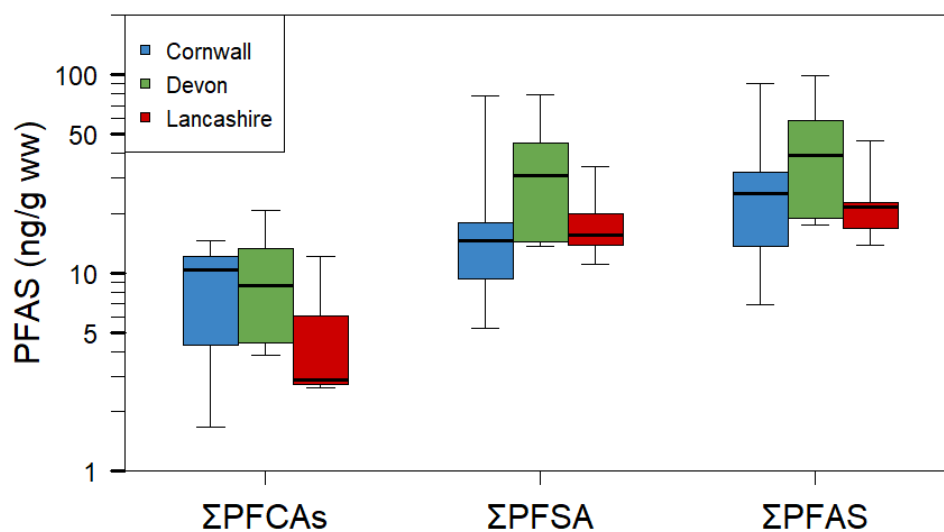 Cornwall
Devon
Lancashire
PFAS (ng/g ww)
100
50
10
5
1
ΣPFCAs
ΣPFSA
ΣPFAS